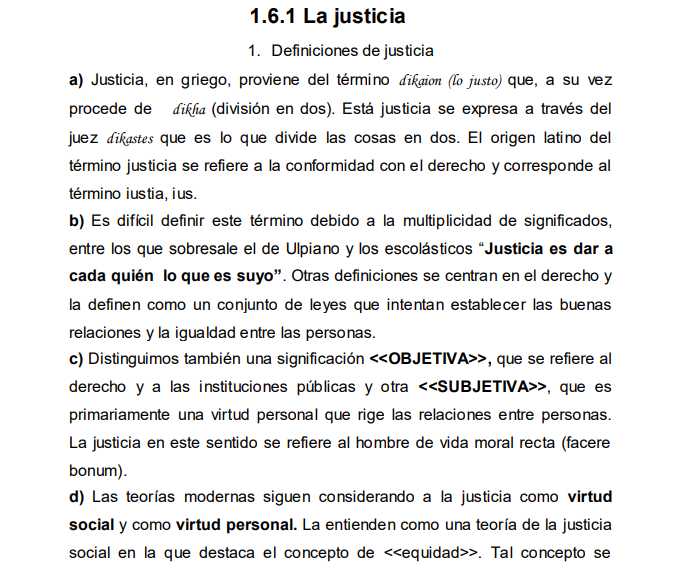 1.6.1 La justicia
1. Definiciones de justicia
a) Justicia, en griego, proviene del término dikaion (lo justo) que, a su vez
procede de dikha (división en dos). Está justicia se expresa a través del
juez dikastes que es lo que divide las cosas en dos. El origen latino del
término justicia se refiere a la conformidad con el derecho y corresponde al
término iustia, ius.
b) Es difícil definir este término debido a la multiplicidad de significados,
entre los que sobresale el de Ulpiano y los escolásticos “Justicia es dar a
cada quién lo que es suyo”. Otras definiciones se centran en el derecho y
la definen como un conjunto de leyes que intentan establecer las buenas
relaciones y la igualdad entre las personas.
c) Distinguimos también una significación <<OBJETIVA>>, que se refiere al
derecho y a las instituciones públicas y otra <<SUBJETIVA>>, que es
primariamente una virtud personal que rige las relaciones entre personas.
La justicia en este sentido se refiere al hombre de vida moral recta (facere
bonum).
d) Las teorías modernas siguen considerando a la justicia como virtud
social y como virtud personal. La entienden como una teoría de la justicia
social en la que destaca el concepto de <<equidad>>. Tal concepto se